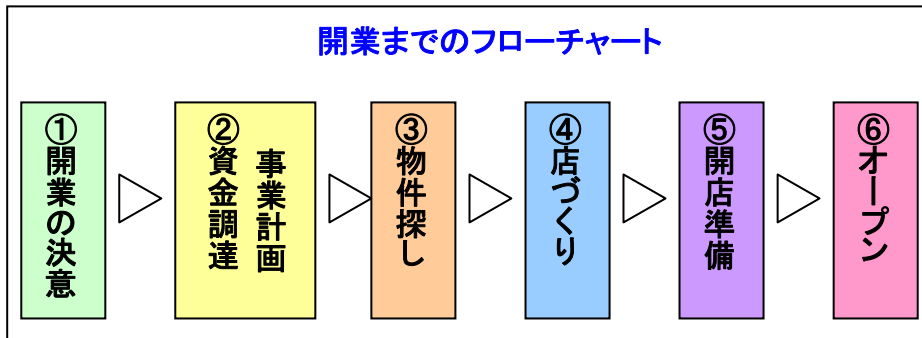 開業までのフローチャート
①開業の決意
事業計画
②資金調達
③物件探し
④店づくり
⑤開店準備
⑥オープン